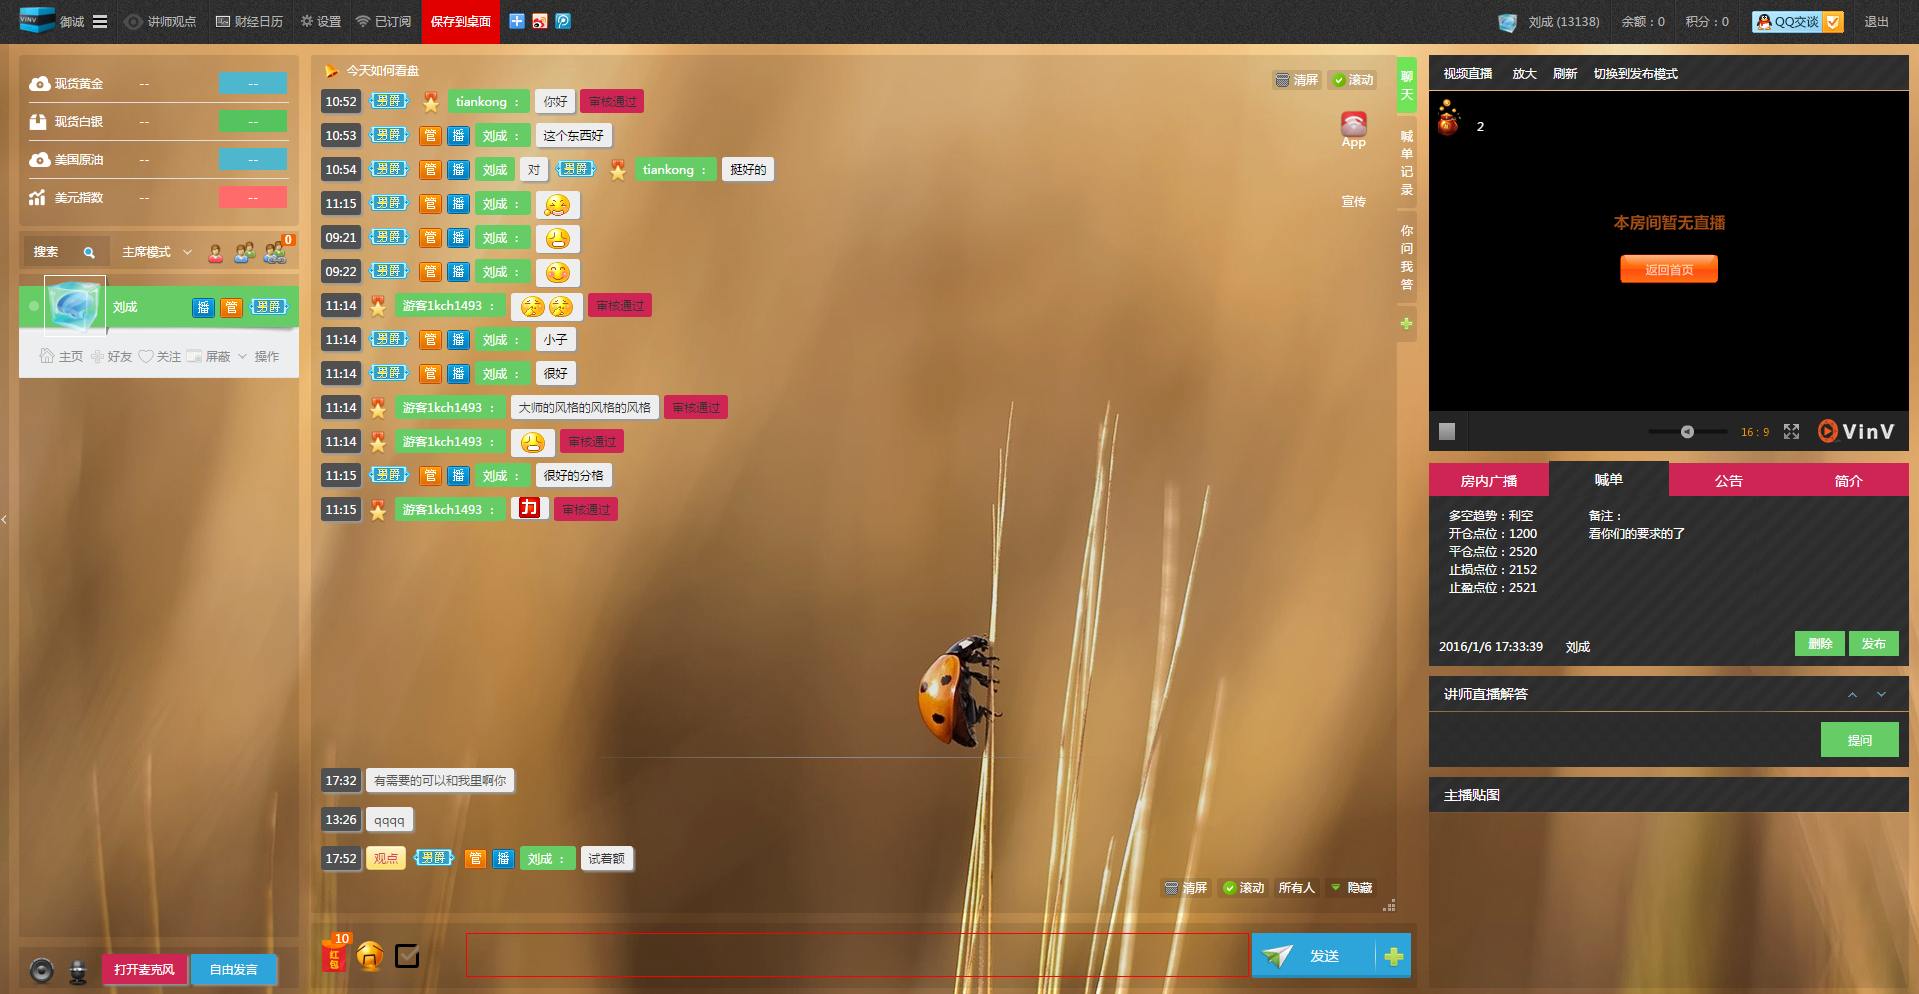 VINV 御诚 讲师观点 财经日历 设置 已订阅 保存到桌面 刘成 (13138) 余额：0 积分：0 QQ交谈 退出
现货黄金 -- --
现货白银 -- --
美国原油 -- --
美元指数 -- --
搜索 主席模式 0
刘成 播 管 男爵
主页 好友 关注 屏蔽 操作
打开麦克风 自由发言
今天如何看盘
清屏 滚动
10:52 男爵 tiankong： 你好 审核通过
10:53 男爵 管 播 刘成： 这个东西好
10:54 男爵 管 播 刘成 对 男爵 tiankong： 挺好的
11:15 男爵 管 播 刘成：
09:21 男爵 管 播 刘成：
09:22 男爵 管 播 刘成：
11:14 游客1kch1493： 审核通过
11:14 男爵 管 播 刘成： 小子
11:14 男爵 管 播 刘成： 很好
11:14 游客1kch1493： 大师的风格的风格的风格 审核通过
11:14 游客1kch1493： 审核通过
11:15 男爵 管 播 刘成： 很好的分格
11:15 游客1kch1493： 力 审核通过
App
宣传
聊天
喊单记录
你问我答
17:32 有需要的可以和我里啊你
13:26 qqqq
17:52 观点 男爵 管 播 刘成： 试着额
清屏 滚动 所有人 隐藏
红包 10
发送
视频直播 放大 刷新 切换到发布模式
2
本房间暂无直播
返回首页
16：9 VinV
房内广播 喊单 公告 简介
多空趋势：利空 备注：
开仓点位：1200 看你们的要求的了
平仓点位：2520
止损点位：2152
止盈点位：2521
2016/1/6 17:33:39 刘成 删除 发布
讲师直播解答
提问
主播贴图